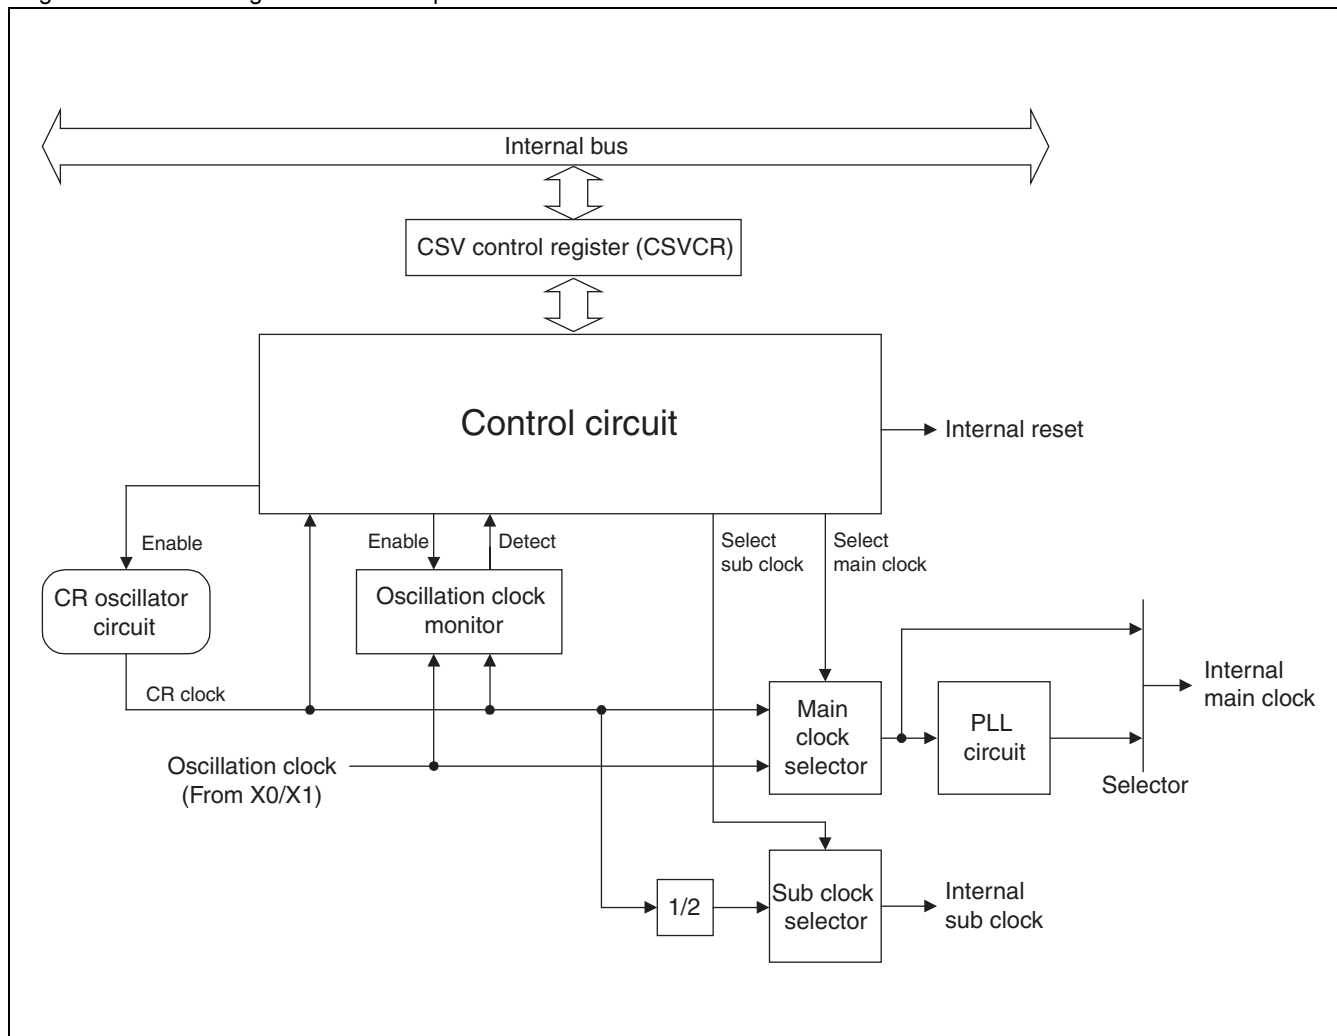 Internal bus
CSV control register (CSVCR)
Control circuit
Internal reset
Enable
Enable
Detect
Select
sub clock
Select
main clock
CR oscillator
circuit
Oscillation clock
monitor
CR clock
Main
clock
selector
PLL
circuit
Internal
main clock
Selector
Oscillation clock
(From X0/X1)
1/2
Sub clock
selector
Internal
sub clock